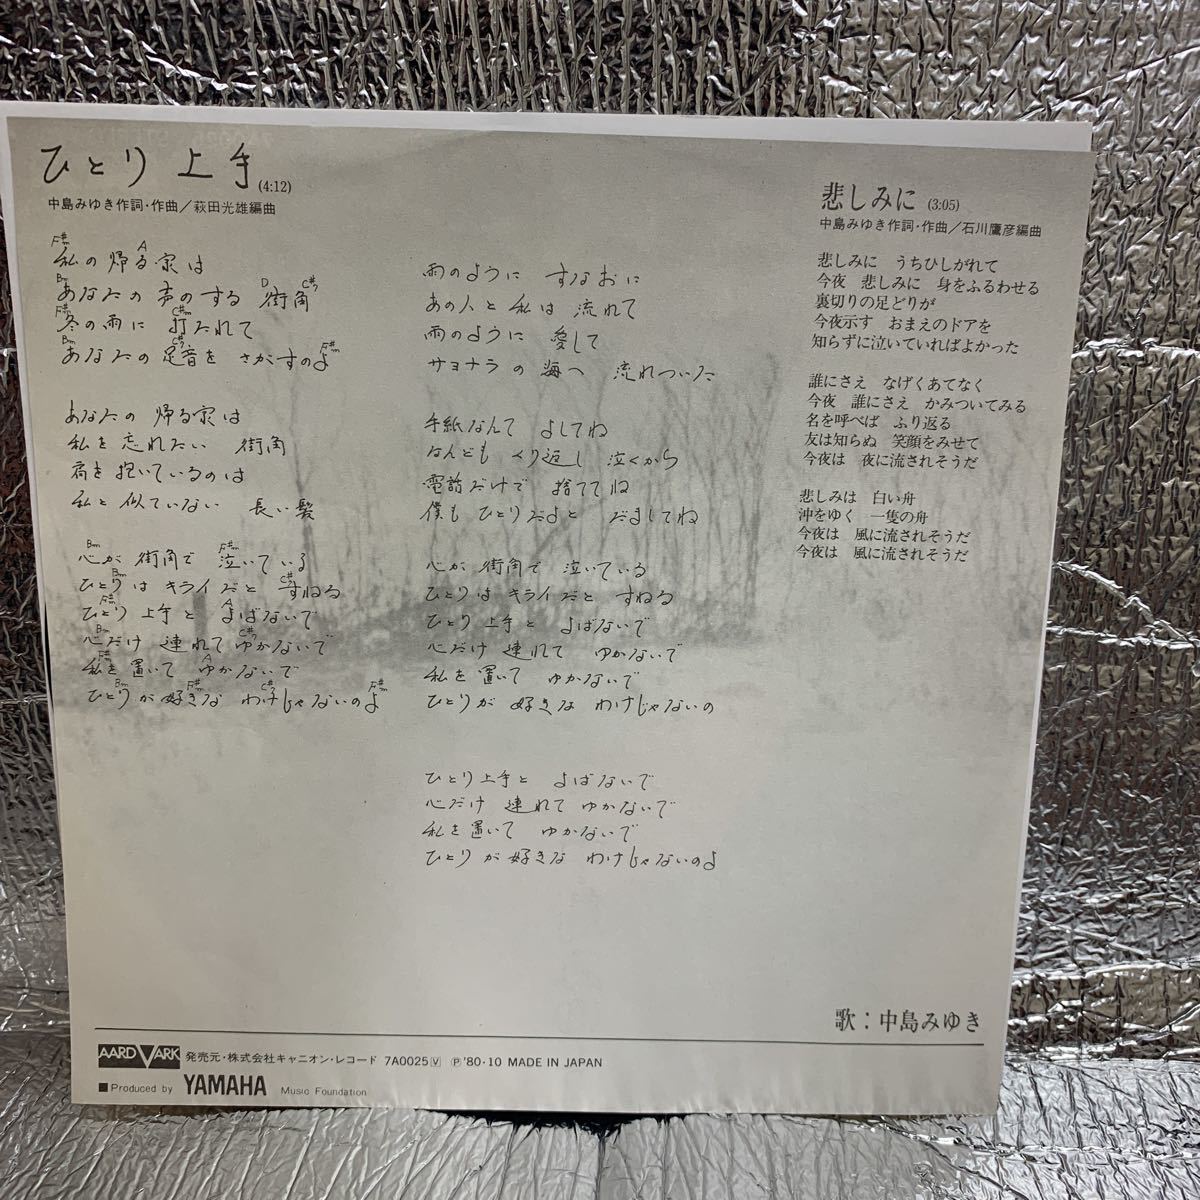 ひとり上手 (4:12)
中島みゆき作詞・作曲／萩田光雄編曲
F#m A
私の帰る家は
Bm D C#7
あなたの声のする 街角
F#m C#m
冬の雨に 打たれて
Bm C#7 F#m
あなたの足音を さがすのよ
あなたの 帰る家は
私を 忘れたい 街角
肩を 抱いているのは
私と 似ていない 長い髪
Bm F#m
心が 街角で 泣いている
Bm C#7
ひとりは キライだと すねる
F#m A
ひとり 上手と よばないで
Bm C#7
心だけ 連れて ゆかないで
F#m A
私を 置いて ゆかないで
Bm F#m C#7 F#m
ひとりが 好きな わけじゃないのよ
雨のように すなおに
あの人と 私は 流れて
雨のように 愛して
サヨナラの 海へ 流れついた
手紙なんて よしてね
なんども くり返し 泣くから
電話だけで 捨ててね
僕も ひとりだよと だましてね
心が 街角で 泣いている
ひとりは キライだと すねる
ひとり 上手と よばないで
心だけ 連れて ゆかないで
私を 置いて ゆかないで
ひとりが 好きな わけじゃないの
ひとり上手と よばないで
心だけ 連れて ゆかないで
私を 置いて ゆかないで
ひとりが 好きな わけじゃないのよ
悲しみに (3:05)
中島みゆき作詞・作曲／石川鷹彦編曲
悲しみに うちひしがれて
今夜 悲しみに 身をふるわせる
裏切りの足どりが
今夜示す おまえのドアを
知らずに泣いていればよかった
誰にさえ なげくあてなく
今夜 誰にさえ かみついてみる
名を呼べば ふり返る
友は知らぬ 笑顔をみせて
今夜は 夜に流されそうだ
悲しみは 白い舟
沖をゆく 一隻の舟
今夜は 風に流されそうだ
今夜は 風に流されそうだ
歌：中島みゆき
AARD VARK 発売元・株式会社キャニオン・レコード 7A0025 V Ⓟ '80・10 MADE IN JAPAN
■Produced by YAMAHA Music Foundation